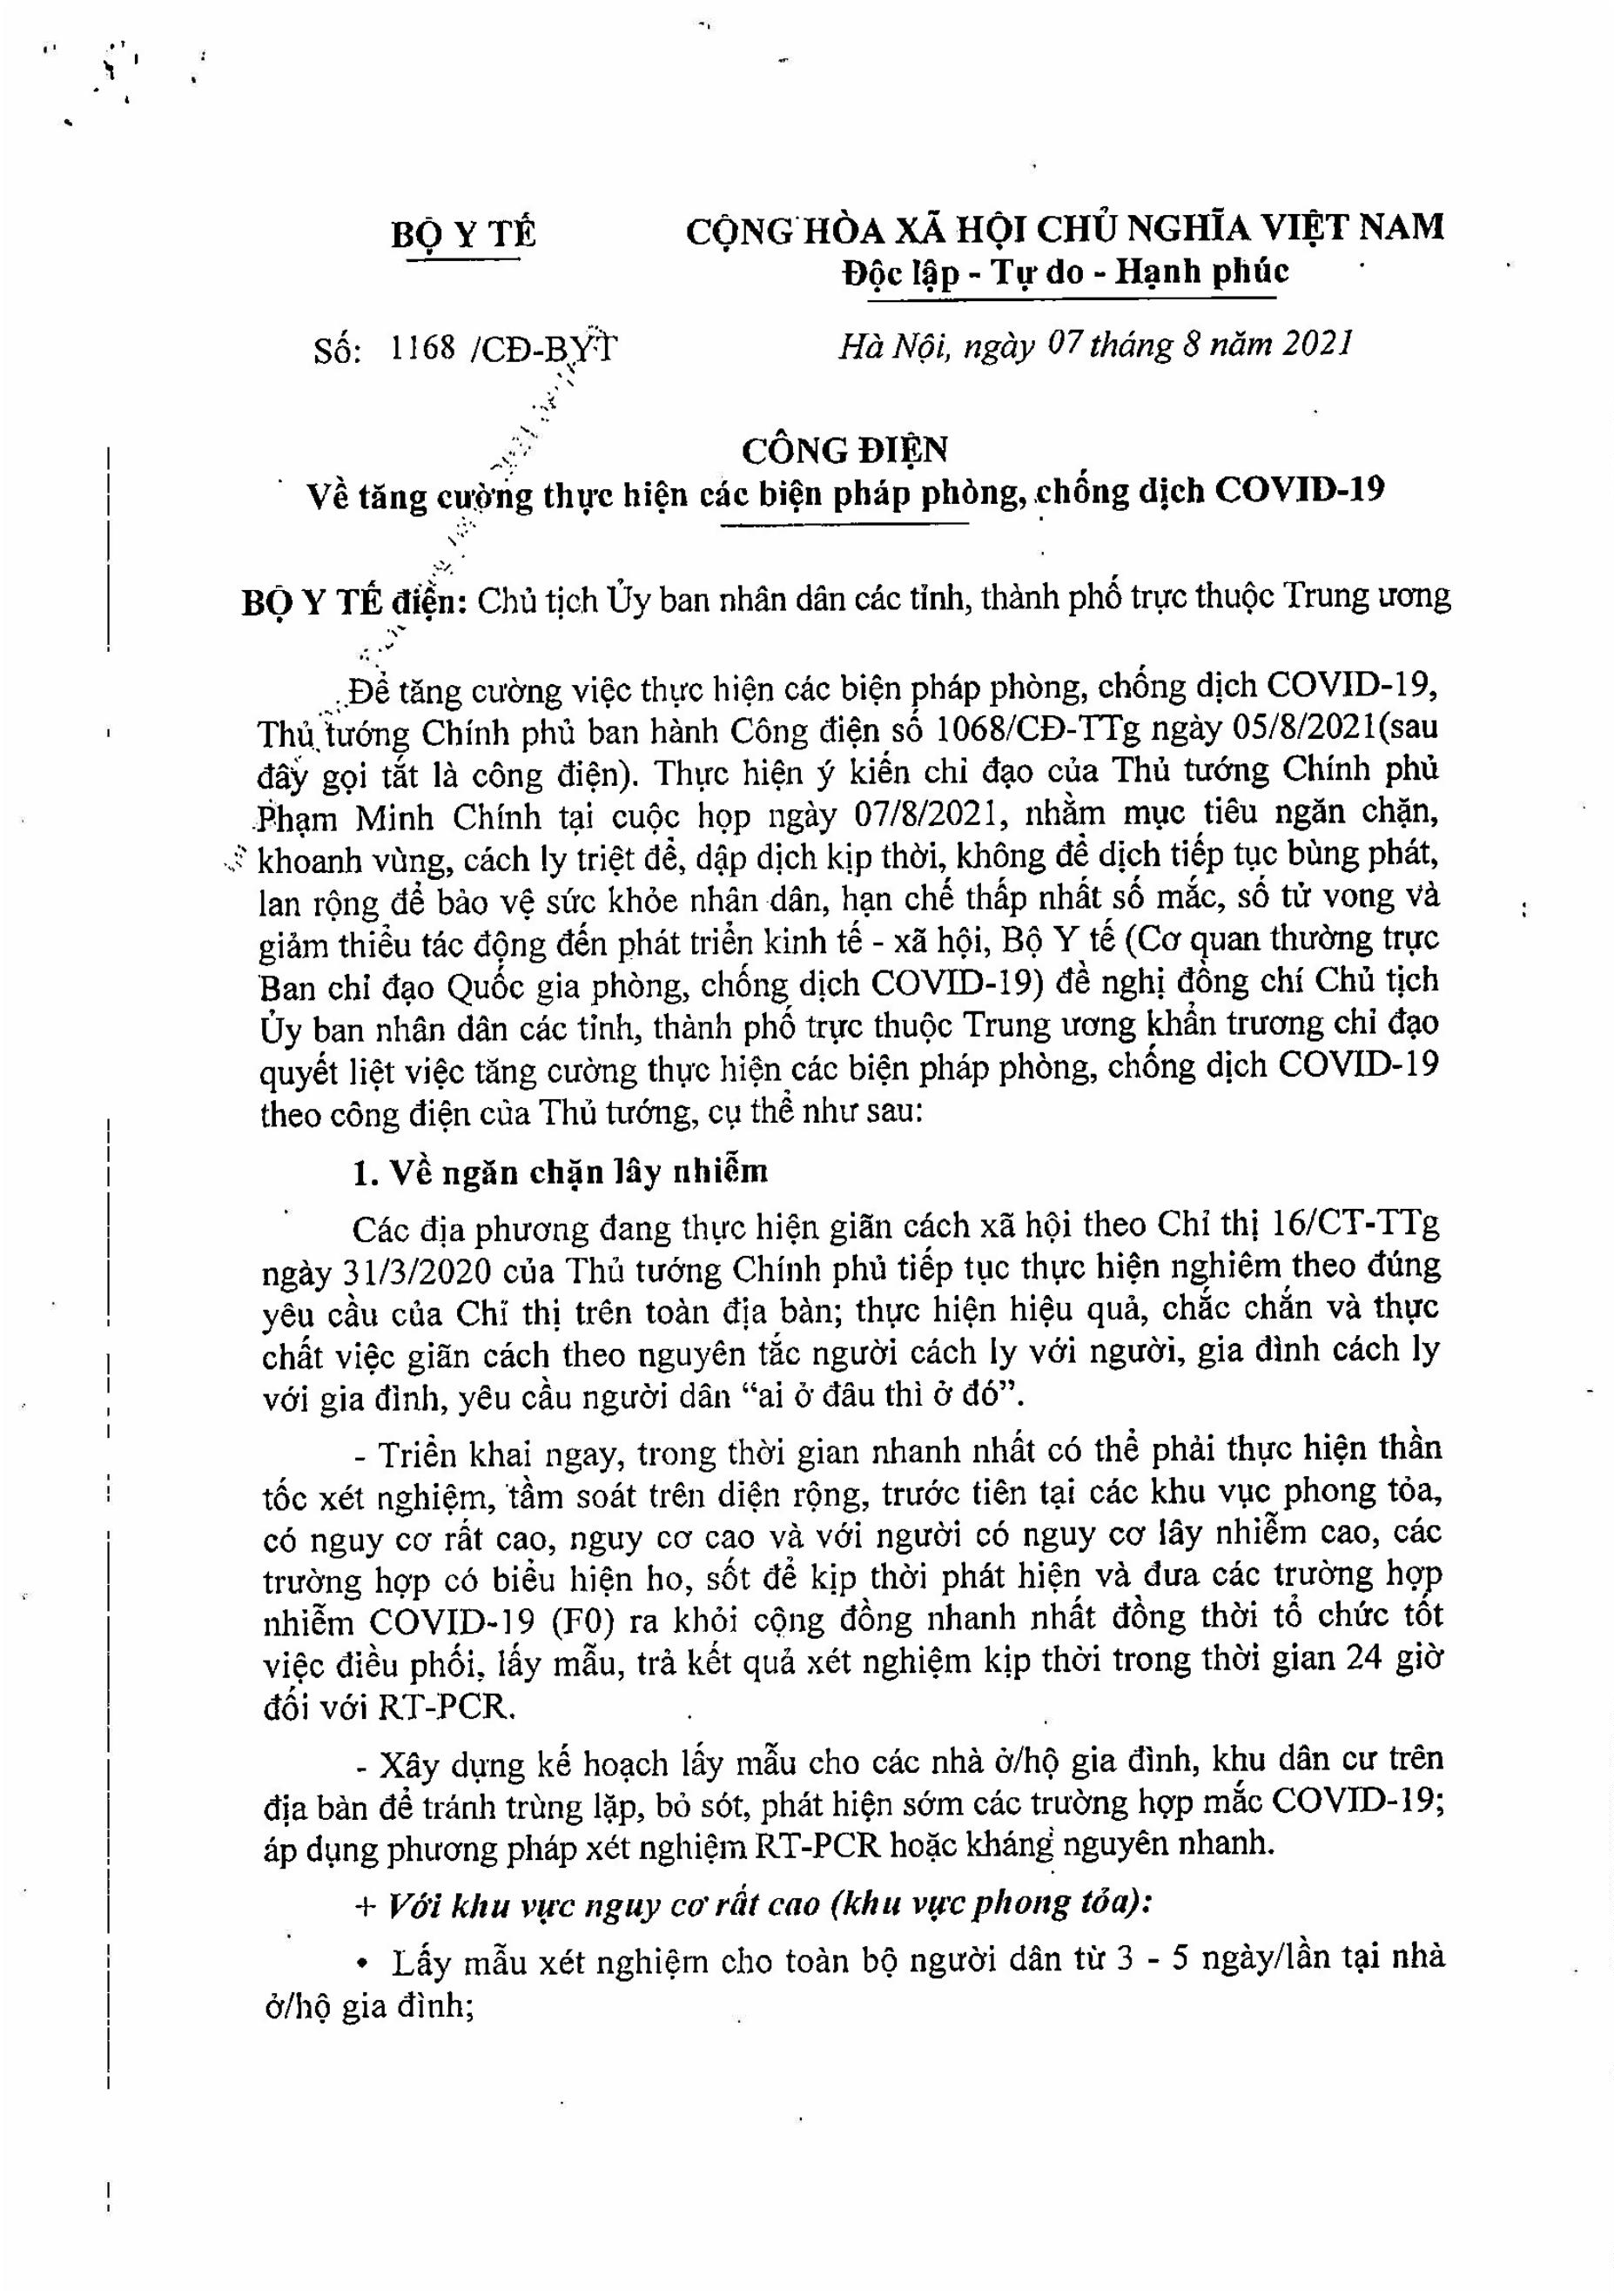 BỘ Y TẾ
CỘNG HÒA XÃ HỘI CHỦ NGHĨA VIỆT NAM
Độc lập - Tự do - Hạnh phúc
Số: 1168 /CĐ-BYT
Hà Nội, ngày 07 tháng 8 năm 2021
CÔNG ĐIỆN
Về tăng cường thực hiện các biện pháp phòng, chống dịch COVID-19
BỘ Y TẾ điện: Chủ tịch Ủy ban nhân dân các tỉnh, thành phố trực thuộc Trung ương
Để tăng cường việc thực hiện các biện pháp phòng, chống dịch COVID-19,
Thủ tướng Chính phủ ban hành Công điện số 1068/CĐ-TTg ngày 05/8/2021(sau
đây gọi tắt là công điện). Thực hiện ý kiến chỉ đạo của Thủ tướng Chính phủ
Phạm Minh Chính tại cuộc họp ngày 07/8/2021, nhằm mục tiêu ngăn chặn,
khoanh vùng, cách ly triệt để, dập dịch kịp thời, không để dịch tiếp tục bùng phát,
lan rộng để bảo vệ sức khỏe nhân dân, hạn chế thấp nhất số mắc, số tử vong và
giảm thiểu tác động đến phát triển kinh tế - xã hội, Bộ Y tế (Cơ quan thường trực
Ban chỉ đạo Quốc gia phòng, chống dịch COVID-19) đề nghị đồng chí Chủ tịch
Ủy ban nhân dân các tỉnh, thành phố trực thuộc Trung ương khẩn trương chỉ đạo
quyết liệt việc tăng cường thực hiện các biện pháp phòng, chống dịch COVID-19
theo công điện của Thủ tướng, cụ thể như sau:
1. Về ngăn chặn lây nhiễm
Các địa phương đang thực hiện giãn cách xã hội theo Chỉ thị 16/CT-TTg
ngày 31/3/2020 của Thủ tướng Chính phủ tiếp tục thực hiện nghiêm theo đúng
yêu cầu của Chỉ thị trên toàn địa bàn; thực hiện hiệu quả, chắc chắn và thực
chất việc giãn cách theo nguyên tắc người cách ly với người, gia đình cách ly
với gia đình, yêu cầu người dân “ai ở đâu thì ở đó”.
- Triển khai ngay, trong thời gian nhanh nhất có thể phải thực hiện thần
tốc xét nghiệm, tầm soát trên diện rộng, trước tiên tại các khu vực phong tỏa,
có nguy cơ rất cao, nguy cơ cao và với người có nguy cơ lây nhiễm cao, các
trường hợp có biểu hiện ho, sốt để kịp thời phát hiện và đưa các trường hợp
nhiễm COVID-19 (F0) ra khỏi cộng đồng nhanh nhất đồng thời tổ chức tốt
việc điều phối, lấy mẫu, trả kết quả xét nghiệm kịp thời trong thời gian 24 giờ
đối với RT-PCR.
- Xây dựng kế hoạch lấy mẫu cho các nhà ở/hộ gia đình, khu dân cư trên
địa bàn để tránh trùng lặp, bỏ sót, phát hiện sớm các trường hợp mắc COVID-19;
áp dụng phương pháp xét nghiệm RT-PCR hoặc kháng nguyên nhanh.
+ Với khu vực nguy cơ rất cao (khu vực phong tỏa):
• Lấy mẫu xét nghiệm cho toàn bộ người dân từ 3 - 5 ngày/lần tại nhà
ở/hộ gia đình;